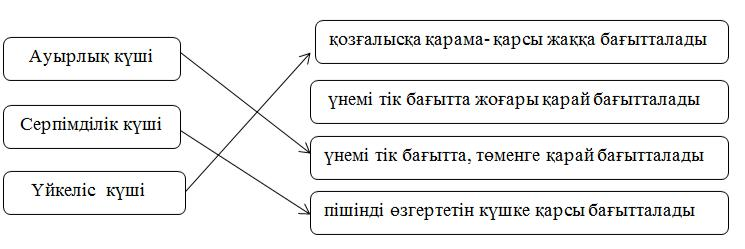 Ауырлық күші
Серпімділік күші
Үйкеліс күші
қозғалысқа қарама- қарсы жаққа бағытталады
үнемі тік бағытта жоғары қарай бағытталады
үнемі тік бағытта, төменге қарай бағытталады
пішінді өзгертетін күшке қарсы бағытталады